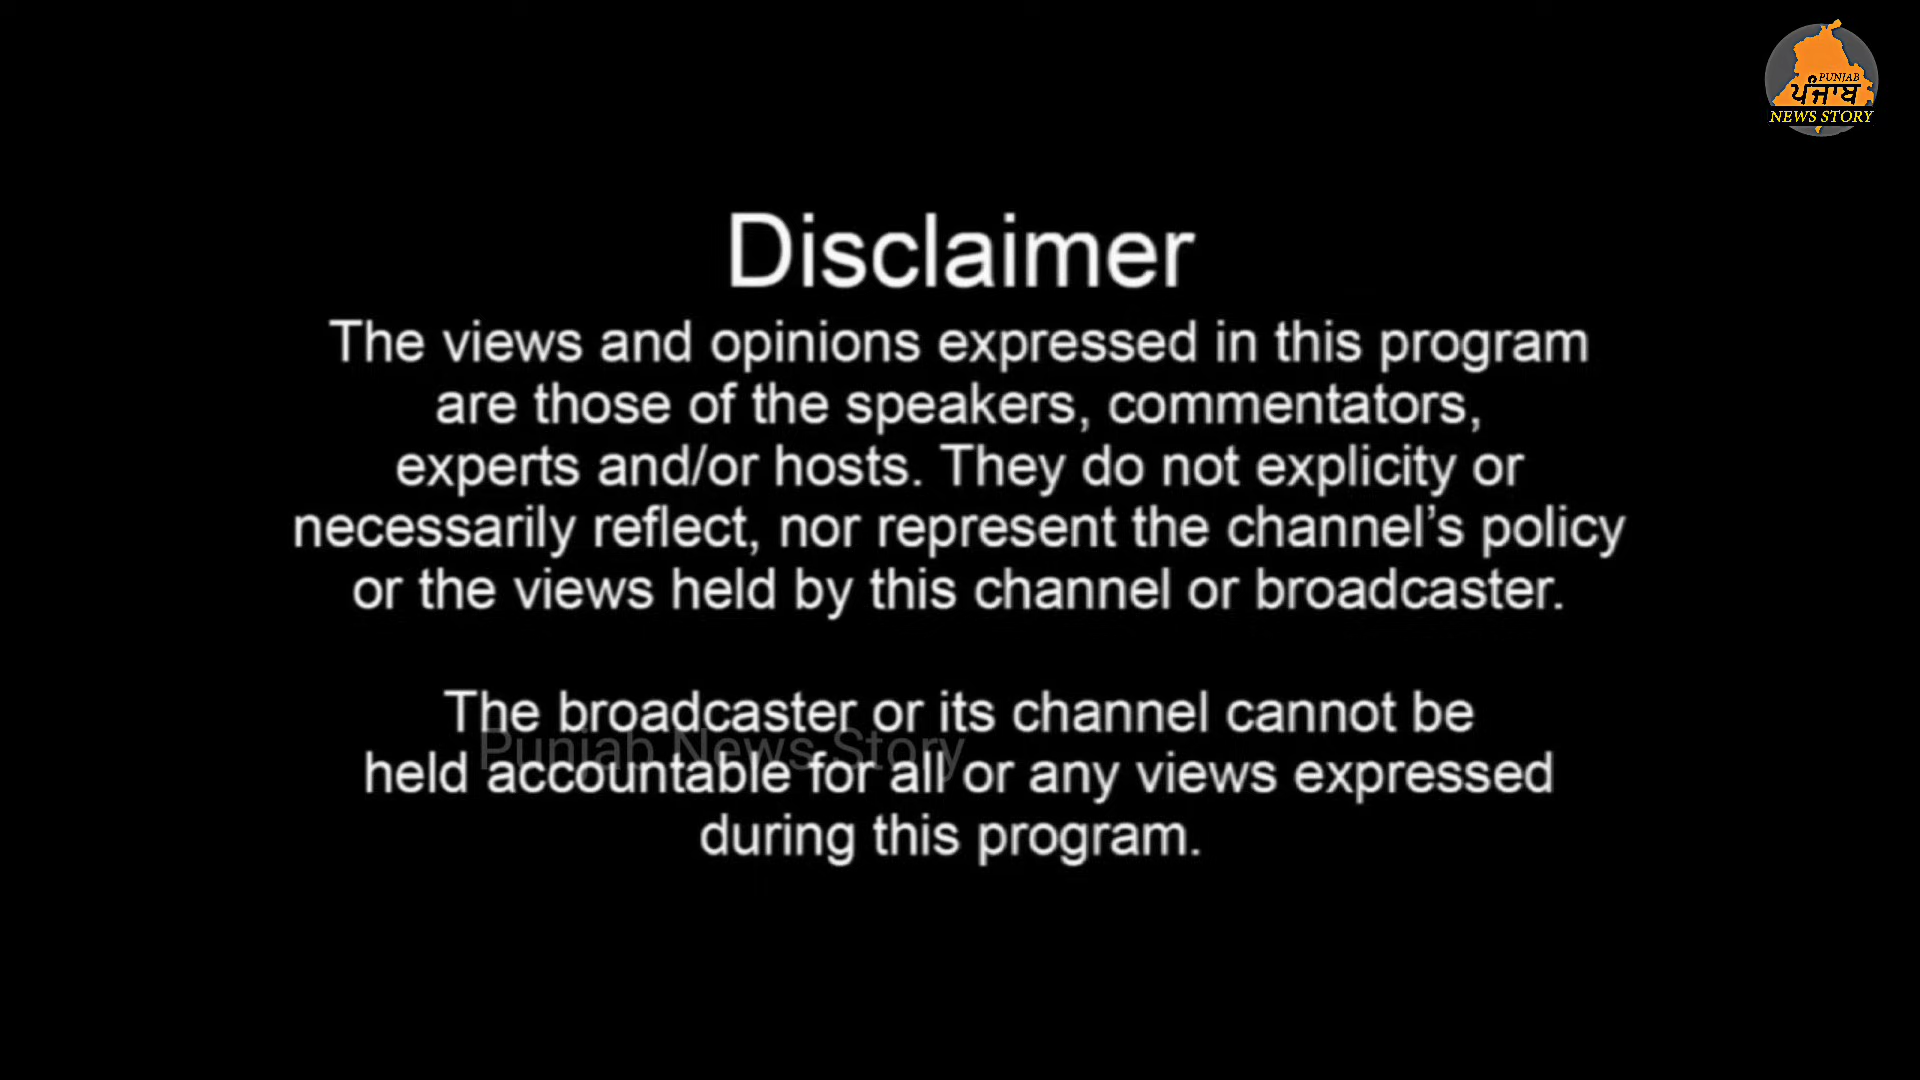 PUNJAB
ਪੰਜਾਬ
NEWS STORY
Disclaimer
The views and opinions expressed in this program
are those of the speakers, commentators,
experts and/or hosts. They do not explicity or
necessarily reflect, nor represent the channel’s policy
or the views held by this channel or broadcaster.
The broadcaster or its channel cannot be
Punjab News Story
held accountable for all or any views expressed
during this program.